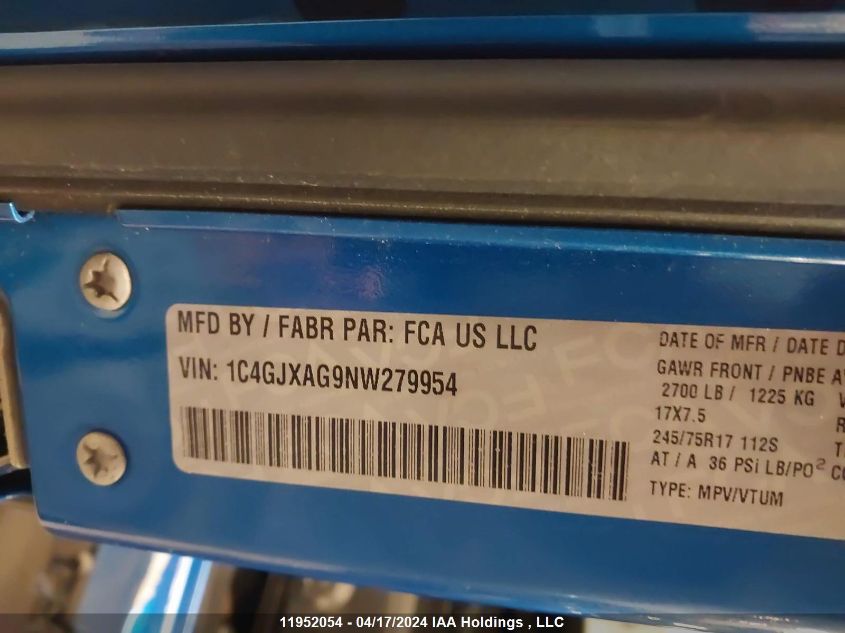 MFD BY / FABR PAR: FCA US LLC
VIN: 1C4GJXAG9NW279954
DATE OF MFR / DATE D
GAWR FRONT / PNBE AV
2700 LB / 1225 KG
17X7.5
245/75R17 112S
AT / A 36 PSi LB/PO²
TYPE: MPV/VTUM
11952054 - 04/17/2024 IAA Holdings , LLC